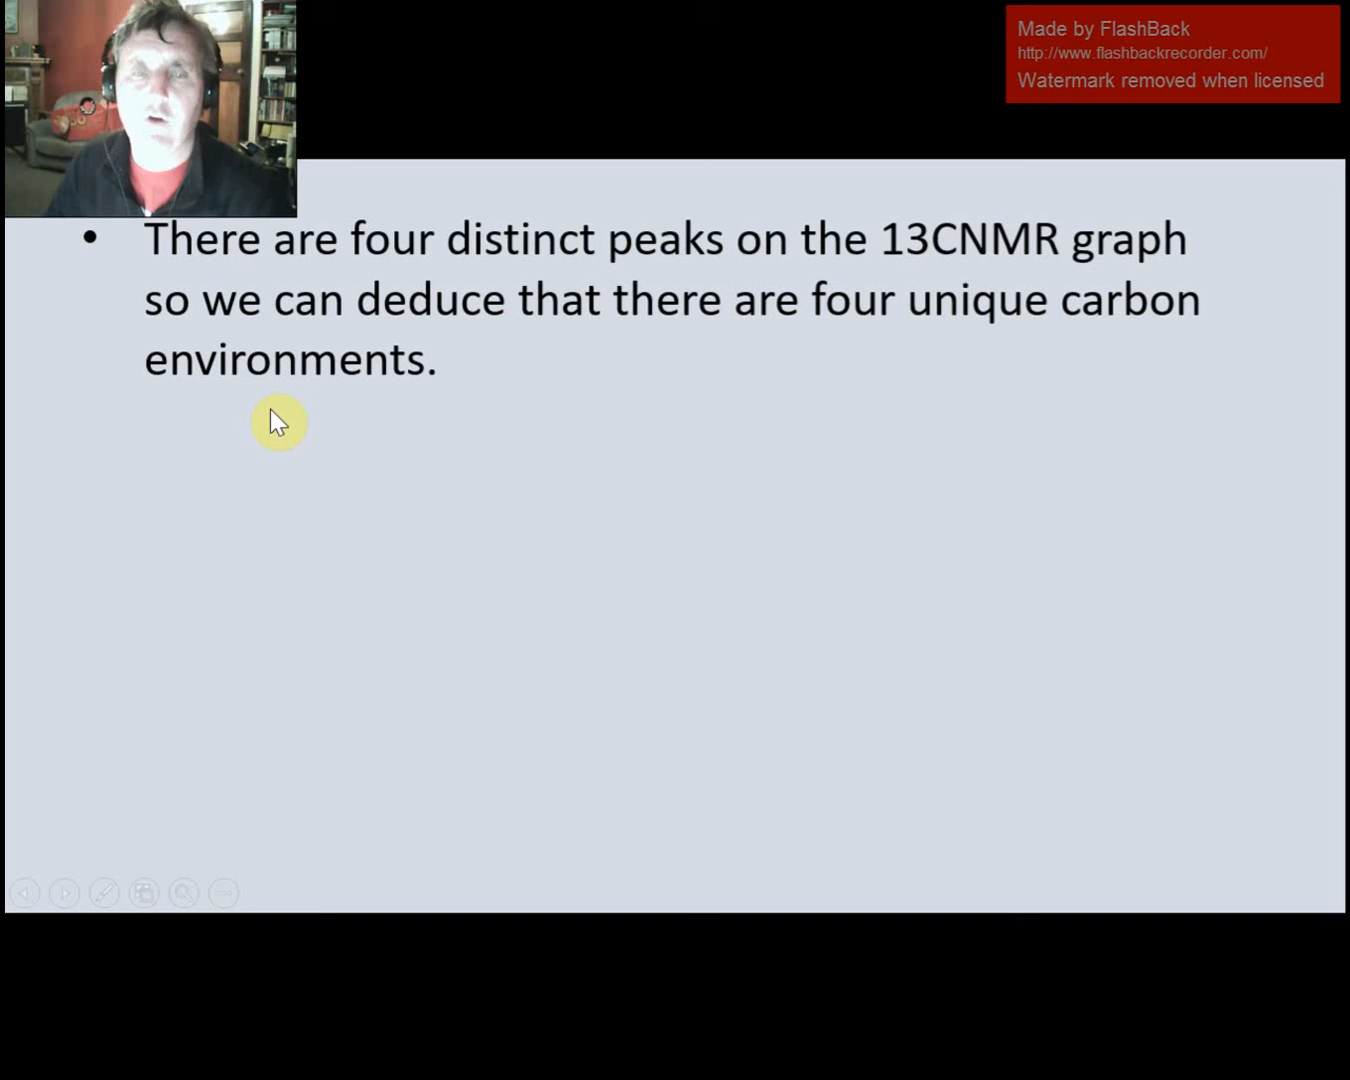 Made by FlashBack
http://www.flashbackrecorder.com/
Watermark removed when licensed
• There are four distinct peaks on the 13CNMR graph
so we can deduce that there are four unique carbon
environments.